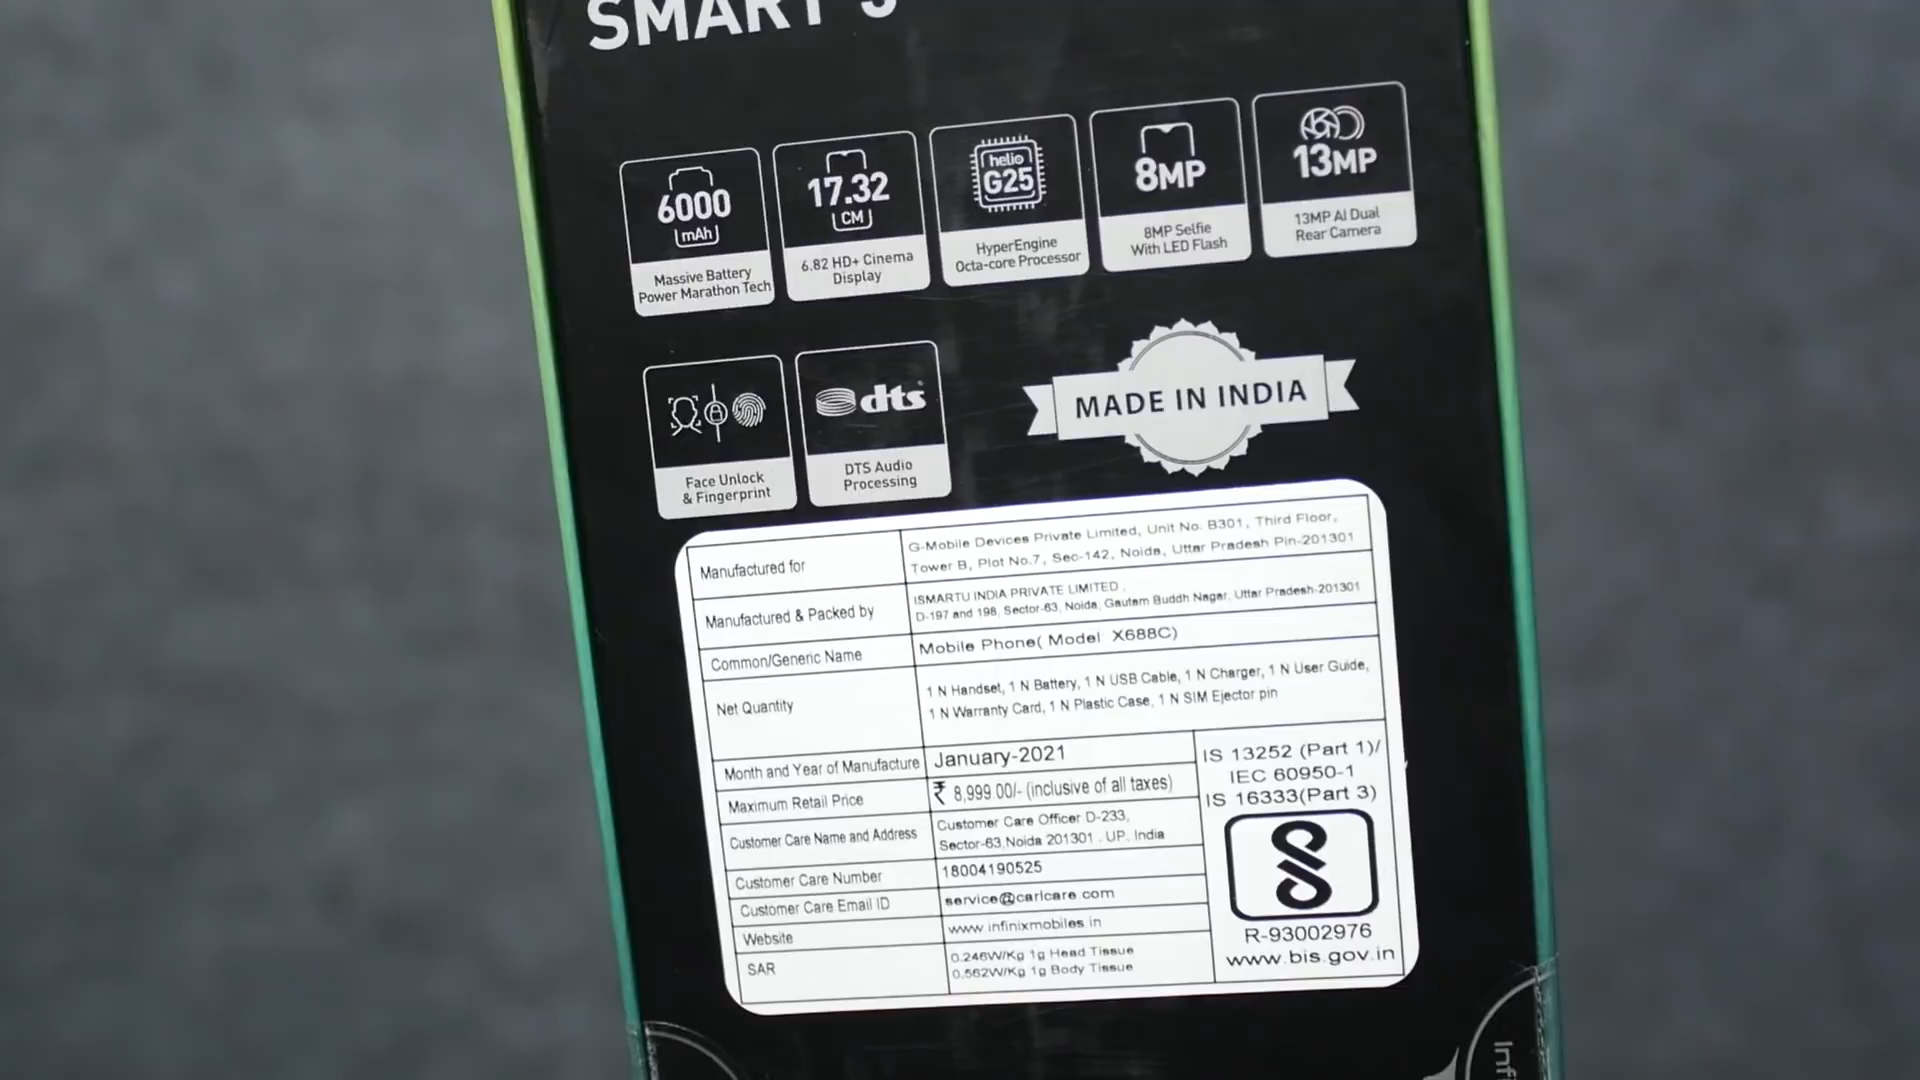 SMART 5
6000
mAh
Massive Battery
Power Marathon Tech
17.32
CM
6.82 HD+ Cinema
Display
helio
G25
HyperEngine
Octa-core Processor
8MP
8MP Selfie
With LED Flash
13MP
13MP AI Dual
Rear Camera
Face Unlock
& Fingerprint
dts
DTS Audio
Processing
MADE IN INDIA
Manufactured for
G-Mobile Devices Private Limited, Unit No. B301, Third Floor,
Tower B, Plot No.7, Sec-142, Noida, Uttar Pradesh Pin-201301
Manufactured & Packed by
ISMARTU INDIA PRIVATE LIMITED .
D-197 and 198, Sector-63, Noida, Gautam Buddh Nagar, Uttar Pradesh-201301
Common/Generic Name
Mobile Phone( Model: X688C)
Net Quantity
1 N Handset, 1 N Battery, 1 N USB Cable, 1 N Charger, 1 N User Guide,
1 N Warranty Card, 1 N Plastic Case, 1 N SIM Ejector pin
Month and Year of Manufacture
January-2021
Maximum Retail Price
₹ 8,999.00/- (inclusive of all taxes)
Customer Care Name and Address
Customer Care Officer D-233,
Sector-63,Noida 201301 . UP. India
Customer Care Number
18004190525
Customer Care Email ID
service@carlcare.com
Website
www.infinixmobiles.in
SAR
0.246W/Kg 1g Head Tissue
0.562W/Kg 1g Body Tissue
IS 13252 (Part 1)/
IEC 60950-1
IS 16333(Part 3)
R-93002976
www.bis.gov.in